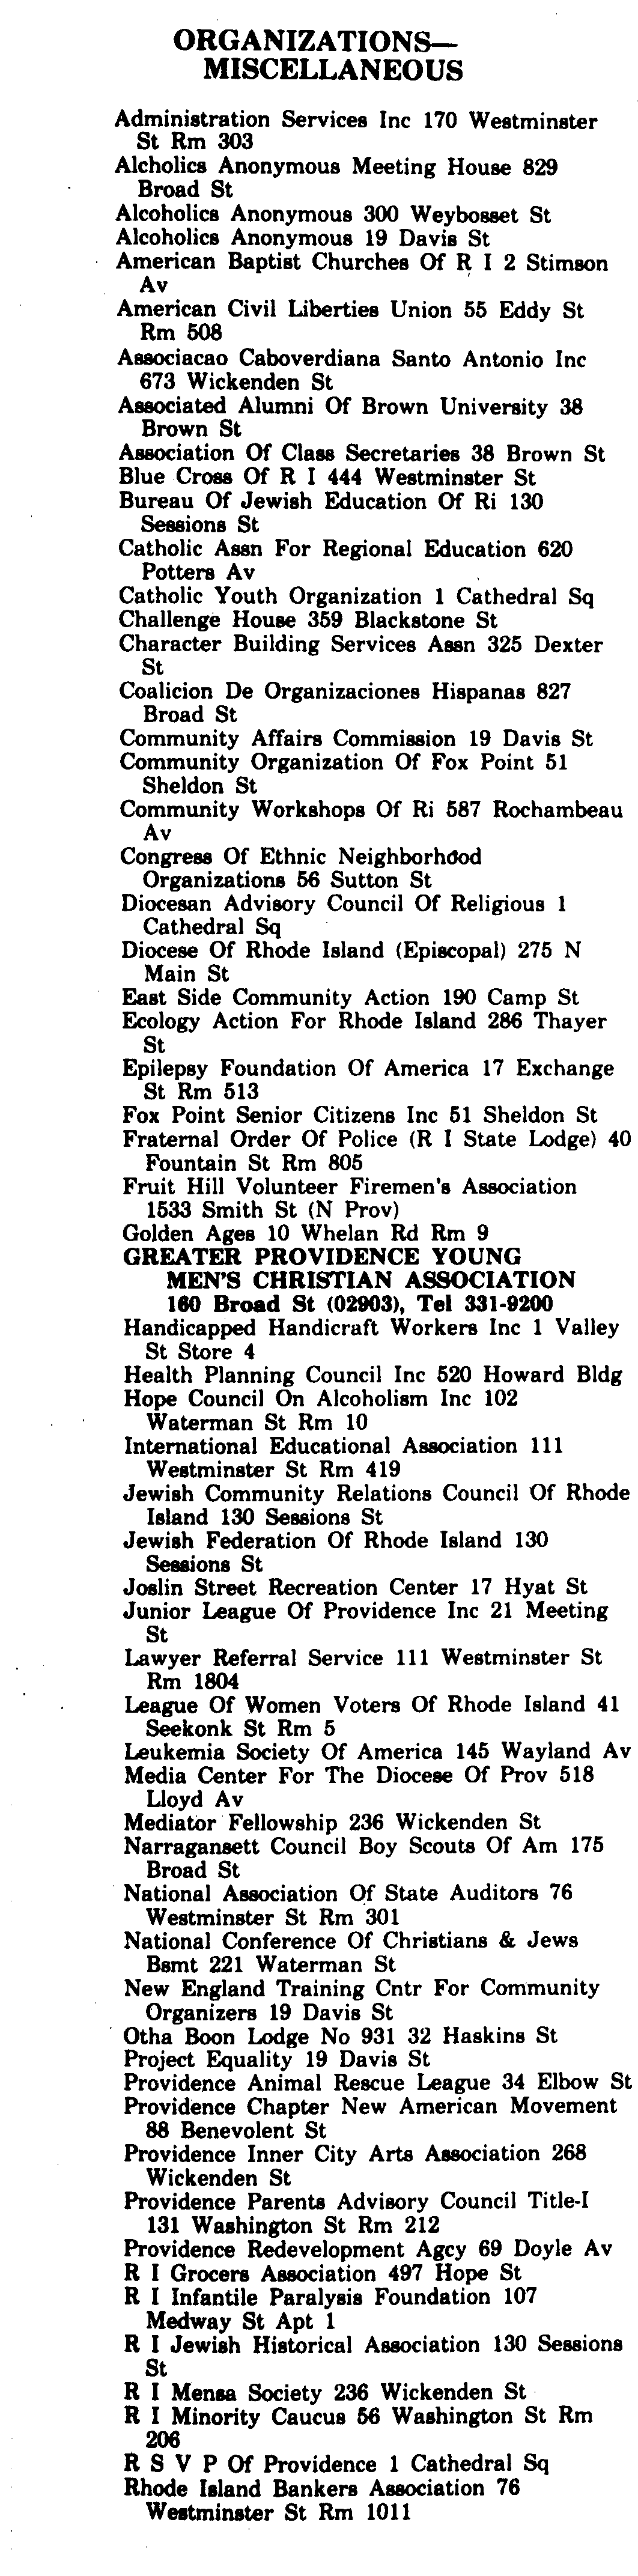 ORGANIZATIONS—
MISCELLANEOUS
Administration Services Inc 170 Westminster
St Rm 303
Alcholics Anonymous Meeting House 829
Broad St
Alcoholics Anonymous 300 Weybosset St
Alcoholics Anonymous 19 Davis St
American Baptist Churches Of R I 2 Stimson
Av
American Civil Liberties Union 55 Eddy St
Rm 508
Associacao Caboverdiana Santo Antonio Inc
673 Wickenden St
Associated Alumni Of Brown University 38
Brown St
Association Of Class Secretaries 38 Brown St
Blue Cross Of R I 444 Westminster St
Bureau Of Jewish Education Of Ri 130
Sessions St
Catholic Assn For Regional Education 620
Potters Av
Catholic Youth Organization 1 Cathedral Sq
Challenge House 359 Blackstone St
Character Building Services Assn 325 Dexter
St
Coalicion De Organizaciones Hispanas 827
Broad St
Community Affairs Commission 19 Davis St
Community Organization Of Fox Point 51
Sheldon St
Community Workshops Of Ri 587 Rochambeau
Av
Congress Of Ethnic Neighborhood
Organizations 56 Sutton St
Diocesan Advisory Council Of Religious 1
Cathedral Sq
Diocese Of Rhode Island (Episcopal) 275 N
Main St
East Side Community Action 190 Camp St
Ecology Action For Rhode Island 286 Thayer
St
Epilepsy Foundation Of America 17 Exchange
St Rm 513
Fox Point Senior Citizens Inc 51 Sheldon St
Fraternal Order Of Police (R I State Lodge) 40
Fountain St Rm 805
Fruit Hill Volunteer Firemen's Association
1533 Smith St (N Prov)
Golden Ages 10 Whelan Rd Rm 9
GREATER PROVIDENCE YOUNG
MEN'S CHRISTIAN ASSOCIATION
160 Broad St (02903), Tel 331-9200
Handicapped Handicraft Workers Inc 1 Valley
St Store 4
Health Planning Council Inc 520 Howard Bldg
Hope Council On Alcoholism Inc 102
Waterman St Rm 10
International Educational Association 111
Westminster St Rm 419
Jewish Community Relations Council Of Rhode
Island 130 Sessions St
Jewish Federation Of Rhode Island 130
Sessions St
Joslin Street Recreation Center 17 Hyat St
Junior League Of Providence Inc 21 Meeting
St
Lawyer Referral Service 111 Westminster St
Rm 1804
League Of Women Voters Of Rhode Island 41
Seekonk St Rm 5
Leukemia Society Of America 145 Wayland Av
Media Center For The Diocese Of Prov 518
Lloyd Av
Mediator Fellowship 236 Wickenden St
Narragansett Council Boy Scouts Of Am 175
Broad St
National Association Of State Auditors 76
Westminster St Rm 301
National Conference Of Christians & Jews
Bsmt 221 Waterman St
New England Training Cntr For Community
Organizers 19 Davis St
Otha Boon Lodge No 931 32 Haskins St
Project Equality 19 Davis St
Providence Animal Rescue League 34 Elbow St
Providence Chapter New American Movement
88 Benevolent St
Providence Inner City Arts Association 268
Wickenden St
Providence Parents Advisory Council Title-I
131 Washington St Rm 212
Providence Redevelopment Agcy 69 Doyle Av
R I Grocers Association 497 Hope St
R I Infantile Paralysis Foundation 107
Medway St Apt 1
R I Jewish Historical Association 130 Sessions
St
R I Mensa Society 236 Wickenden St
R I Minority Caucus 56 Washington St Rm
206
R S V P Of Providence 1 Cathedral Sq
Rhode Island Bankers Association 76
Westminster St Rm 1011